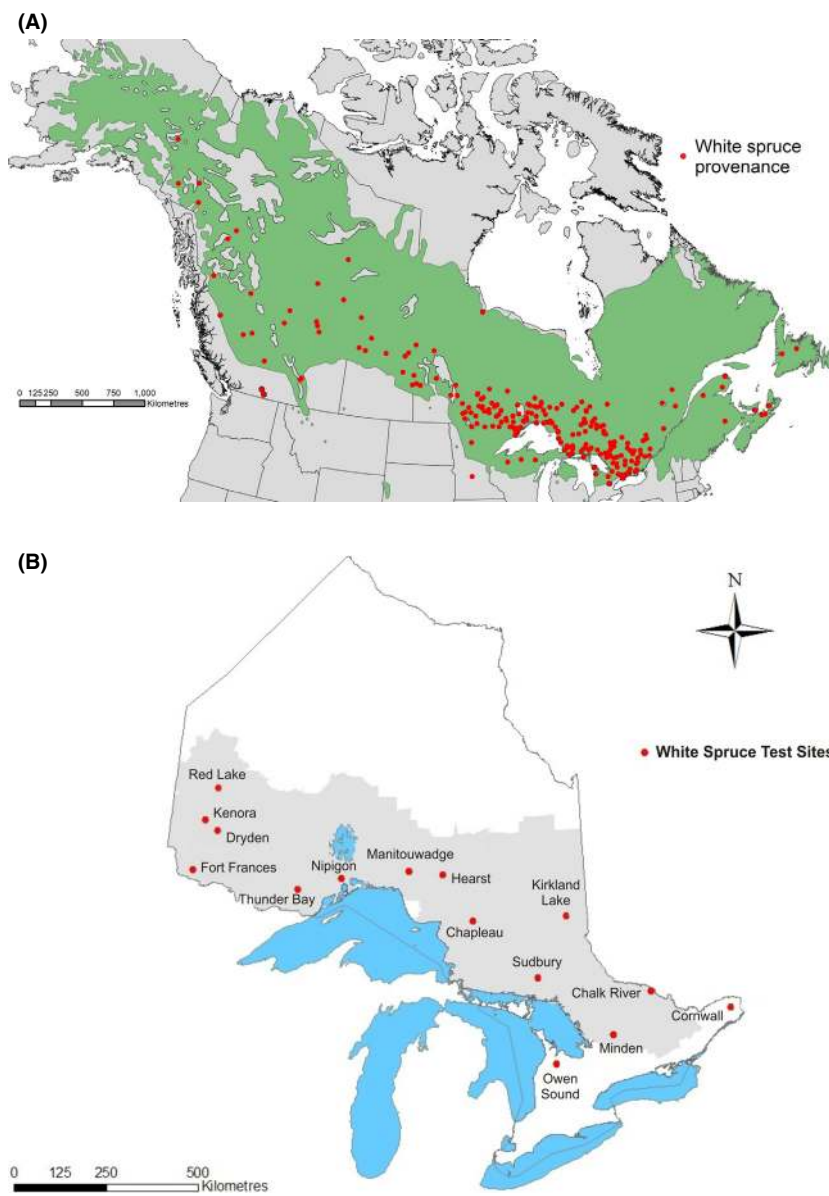 (A)
White spruce
provenance
0 125 250 500 750 1,000
Kilometres
(B)
N
White Spruce Test Sites
Red Lake
Kenora
Dryden
Fort Frances
Nipigon
Manitouwadge
Hearst
Thunder Bay
Kirkland
Lake
Chapleau
Sudbury
Chalk River
Cornwall
Minden
Owen
Sound
0 125 250 500
Kilometres